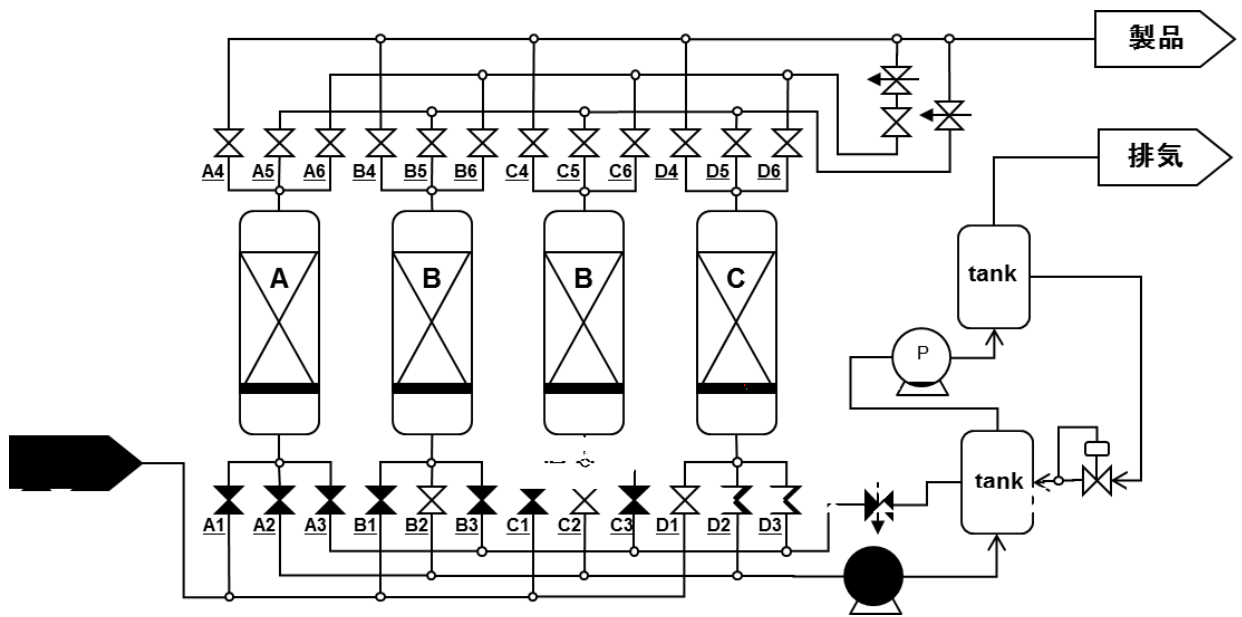 製品
排気
A4 A5 A6 B4 B5 B6 C4 C5 C6 D4 D5 D6
A B B C
tank
P
tank
A1 A2 A3 B1 B2 B3 C1 C2 C3 D1 D2 D3